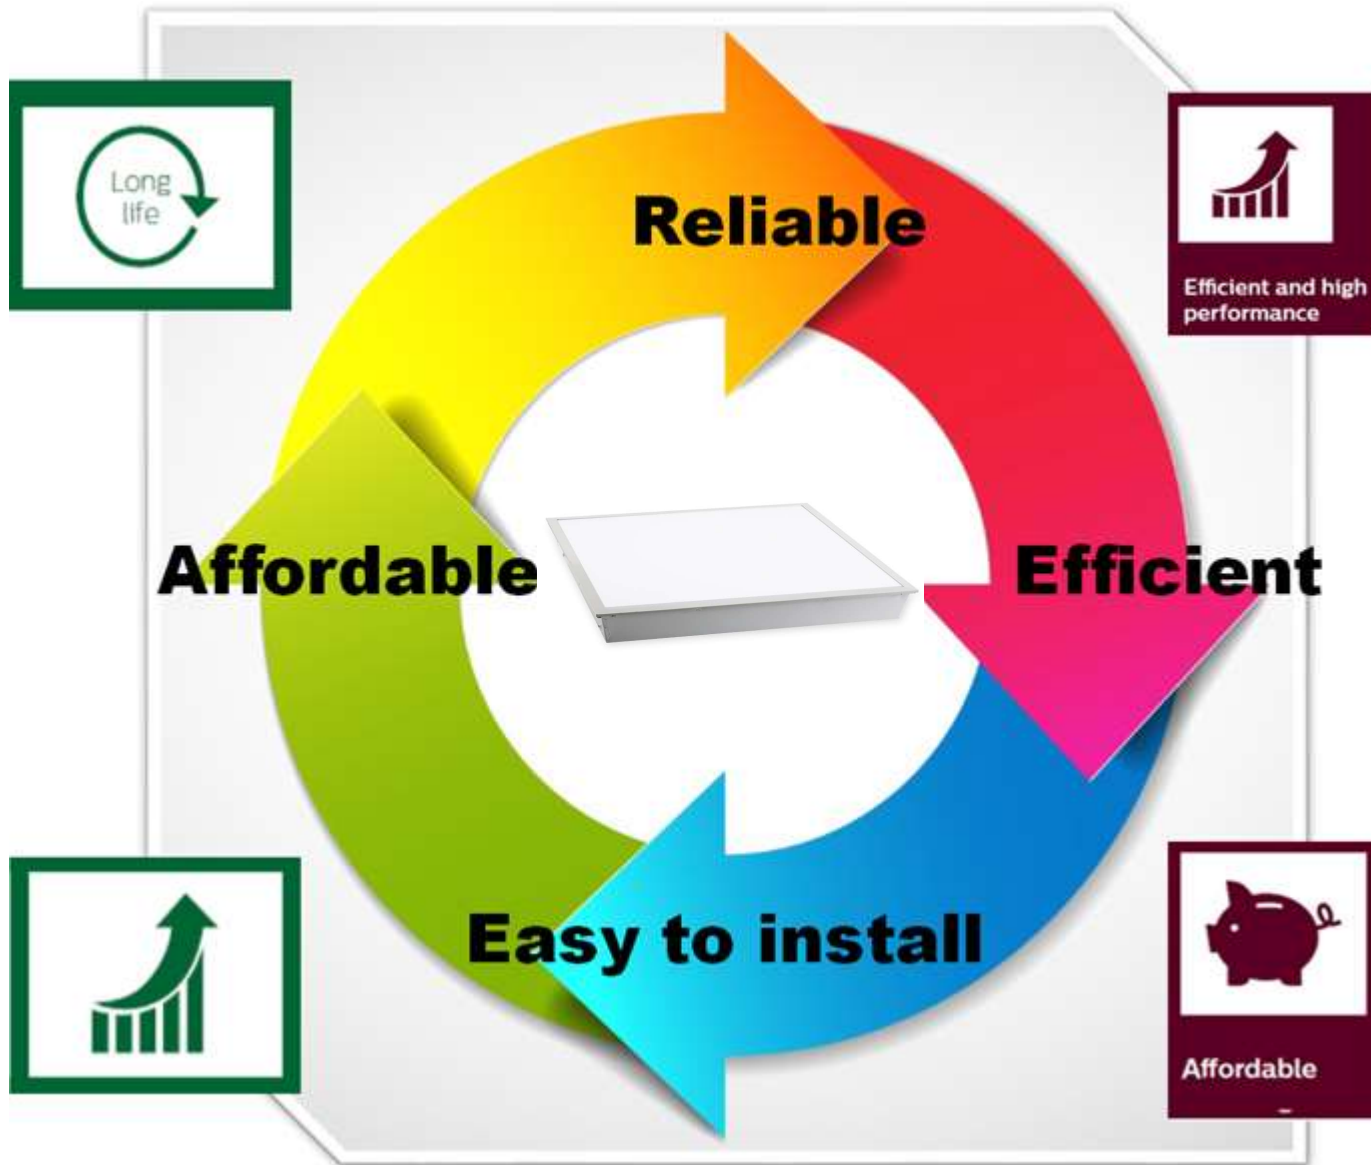 Long
life
Reliable
Efficient and high
performance
Affordable
Efficient
Easy to install
Affordable